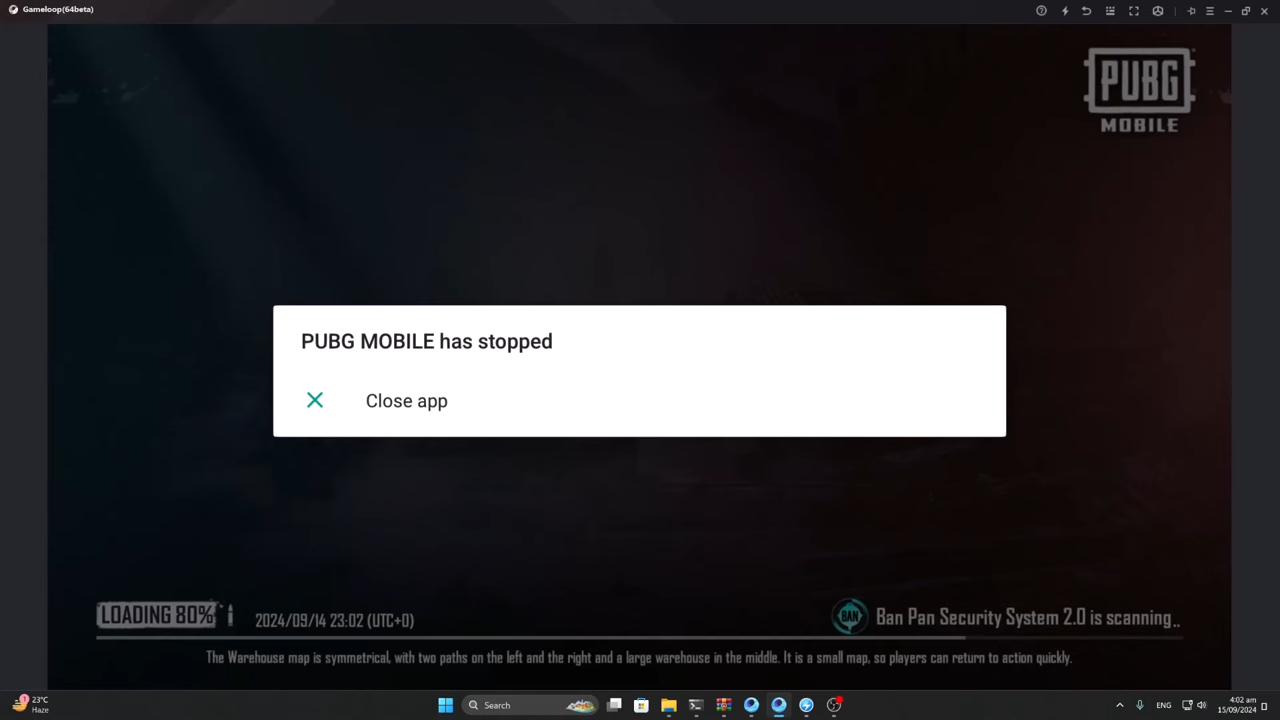 Gameloop(64beta)
PUBG
MOBILE
PUBG MOBILE has stopped
Close app
LOADING 80%
2024/09/14 23:02 (UTC+0)
BAN
Ban Pan Security System 2.0 is scanning..
The Warehouse map is symmetrical, with two paths on the left and the right and a large warehouse in the middle. It is a small map, so players can return to action quickly.
1
23°C
Haze
Search
ENG
4:02 am
15/09/2024